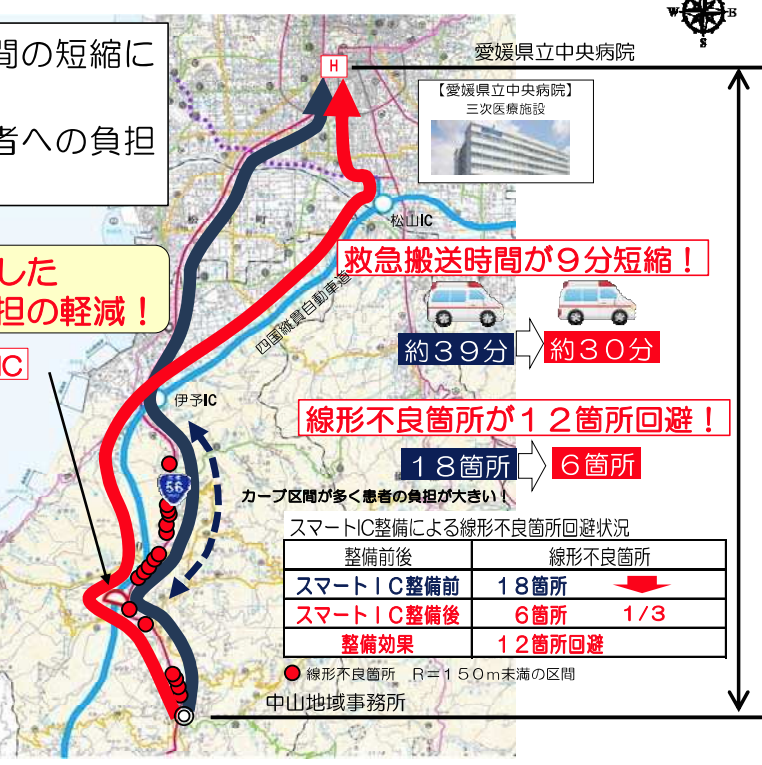 間の短縮に
者への負担
した
担の軽減！
IC
W
E
S
愛媛県立中央病院
H
【愛媛県立中央病院】
三次医療施設
松山IC
救急搬送時間が９分短縮！
四国縦貫自動車道
約３９分
約３０分
伊予IC
線形不良箇所が１２箇所回避！
１８箇所
６箇所
56
カーブ区間が多く患者の負担が大きい！
スマートIC整備による線形不良箇所回避状況
整備前後 線形不良箇所
スマートＩＣ整備前 １８箇所
スマートＩＣ整備後 ６箇所 １/３
整備効果 １２箇所回避
線形不良箇所 R＝１５０ｍ未満の区間
中山地域事務所